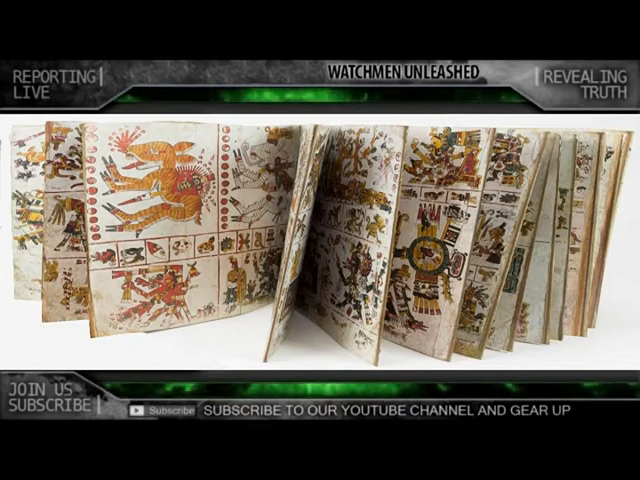 WATCHMEN UNLEASHED
REPORTING
LIVE
REVEALING
TRUTH
JOIN US
SUBSCRIBE
Subscribe
SUBSCRIBE TO OUR YOUTUBE CHANNEL AND GEAR UP